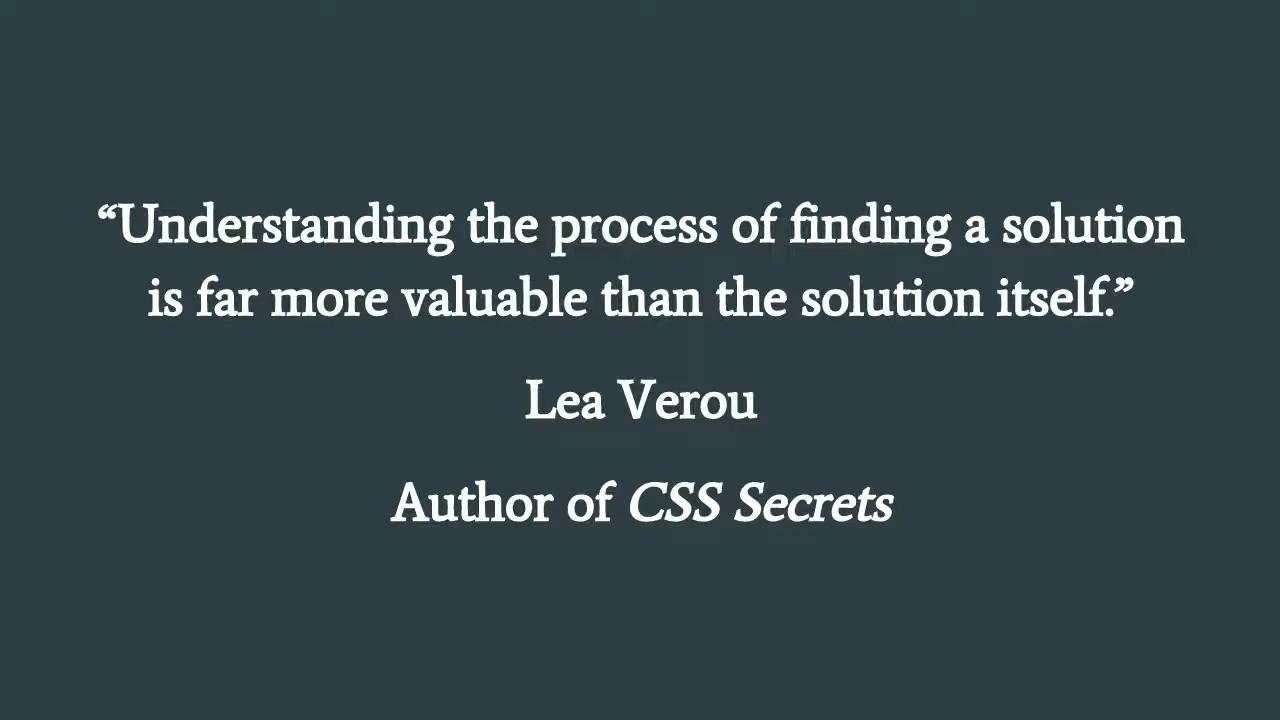 “Understanding the process of finding a solution
is far more valuable than the solution itself.”
Lea Verou
Author of CSS Secrets